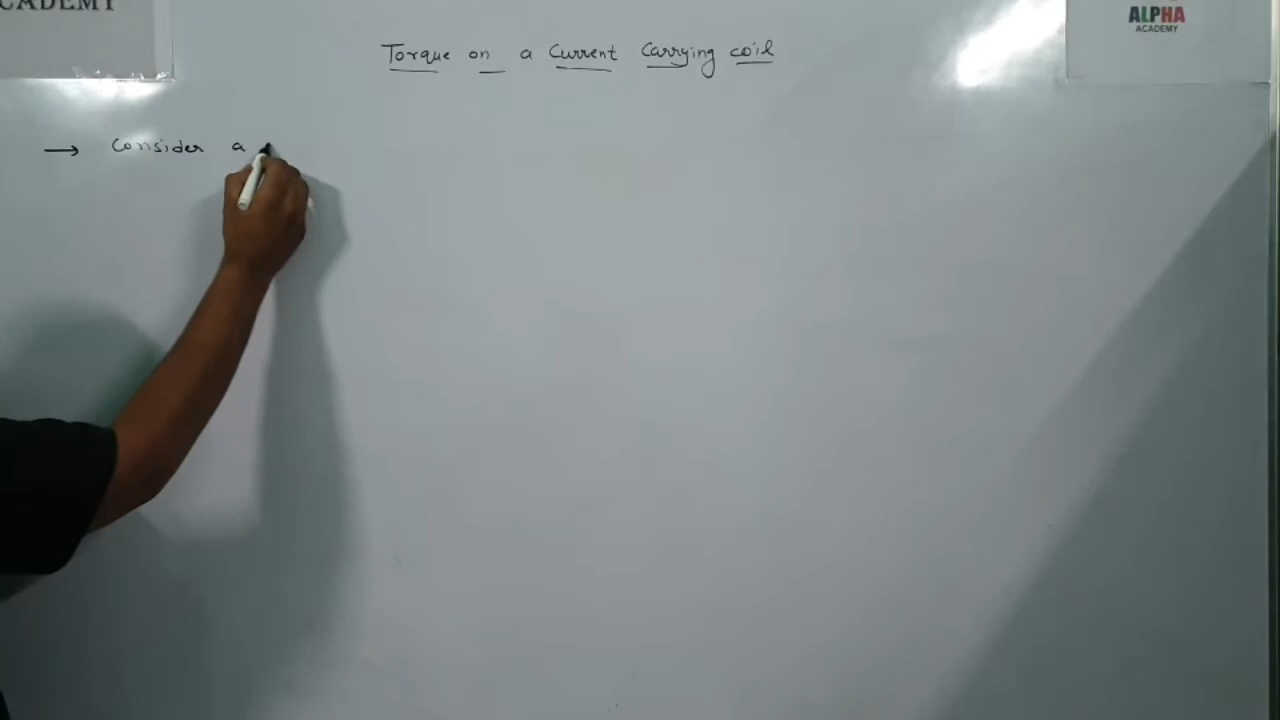 ACADEMY
ALPHA
ACADEMY
Torque on a Current Carrying coil
→ Consider a